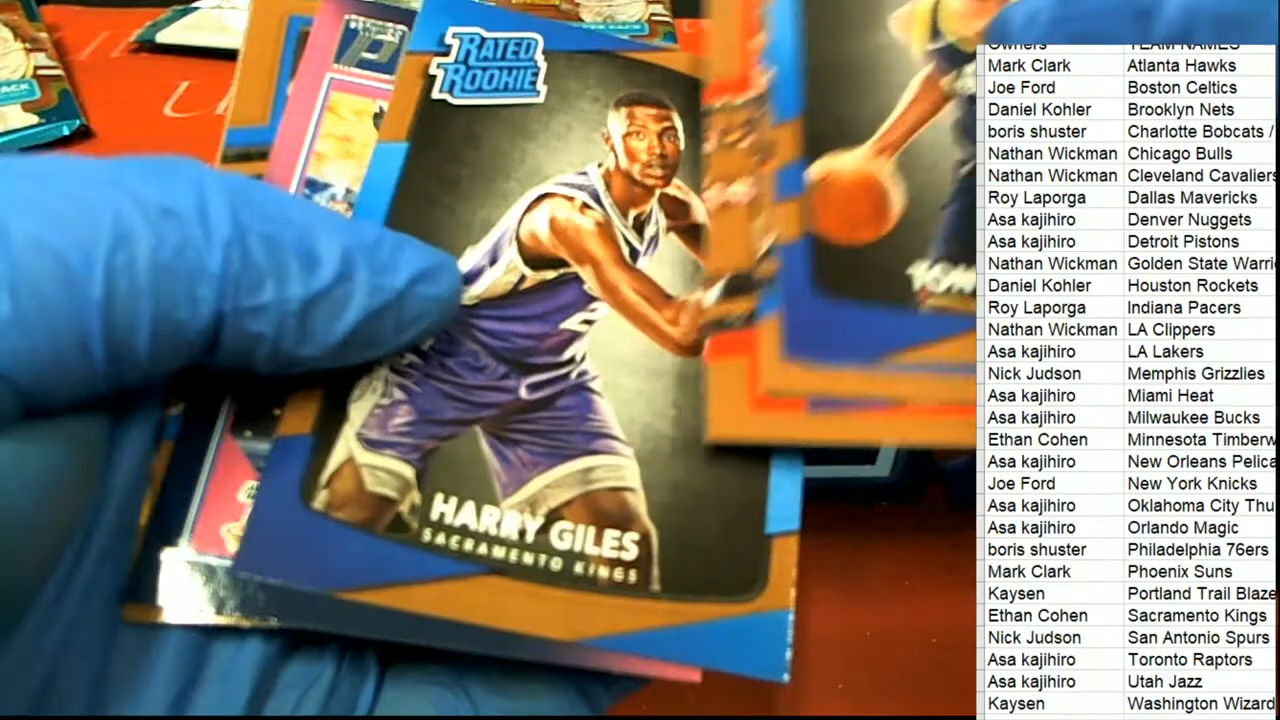 RATED
ROOKIE
HARRY GILES
SACRAMENTO KINGS
PACK
Owners TEAM NAMES
Mark Clark Atlanta Hawks
Joe Ford Boston Celtics
Daniel Kohler Brooklyn Nets
boris shuster Charlotte Bobcats /
Nathan Wickman Chicago Bulls
Nathan Wickman Cleveland Cavaliers
Roy Laporga Dallas Mavericks
Asa kajihiro Denver Nuggets
Asa kajihiro Detroit Pistons
Nathan Wickman Golden State Warri
Daniel Kohler Houston Rockets
Roy Laporga Indiana Pacers
Nathan Wickman LA Clippers
Asa kajihiro LA Lakers
Nick Judson Memphis Grizzlies
Asa kajihiro Miami Heat
Asa kajihiro Milwaukee Bucks
Ethan Cohen Minnesota Timberw
Asa kajihiro New Orleans Pelica
Joe Ford New York Knicks
Asa kajihiro Oklahoma City Thu
Asa kajihiro Orlando Magic
boris shuster Philadelphia 76ers
Mark Clark Phoenix Suns
Kaysen Portland Trail Blaze
Ethan Cohen Sacramento Kings
Nick Judson San Antonio Spurs
Asa kajihiro Toronto Raptors
Asa kajihiro Utah Jazz
Kaysen Washington Wizard